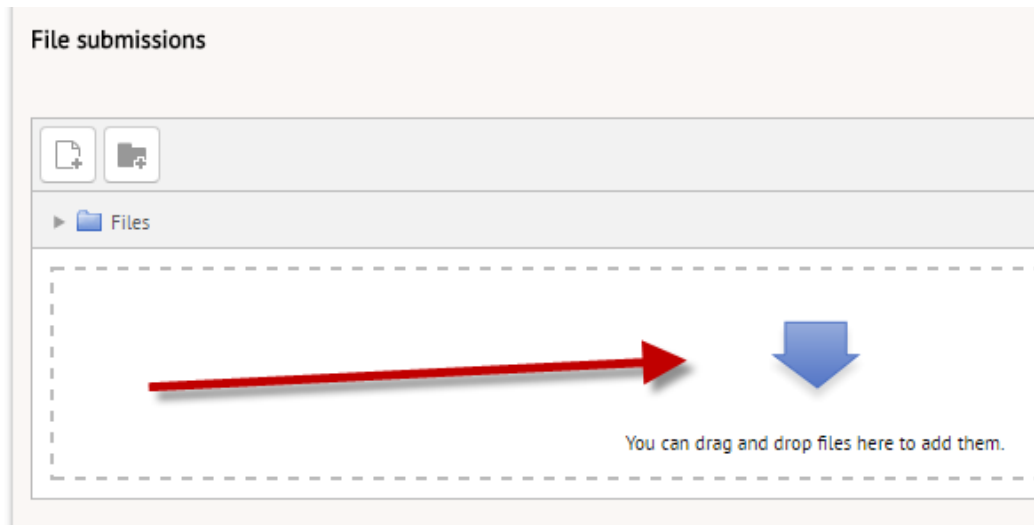 File submissions
Files
You can drag and drop files here to add them.